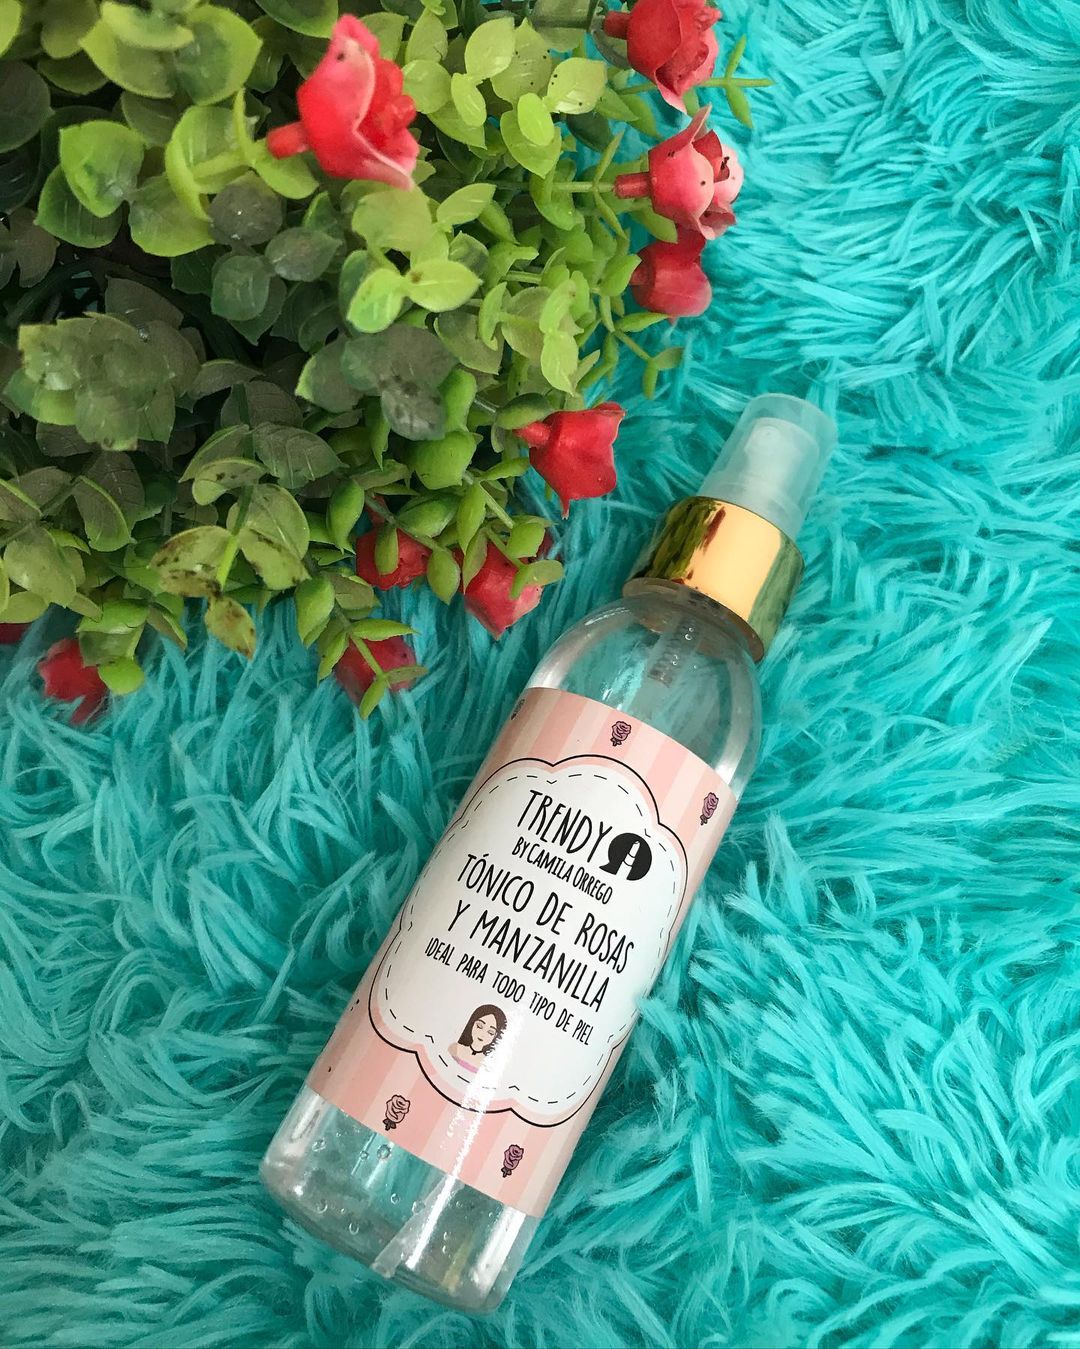 TRENDY
BY CAMILA ORREGO
TÓNICO DE ROSAS
Y MANZANILLA
IDEAL PARA TODO TIPO DE PIEL